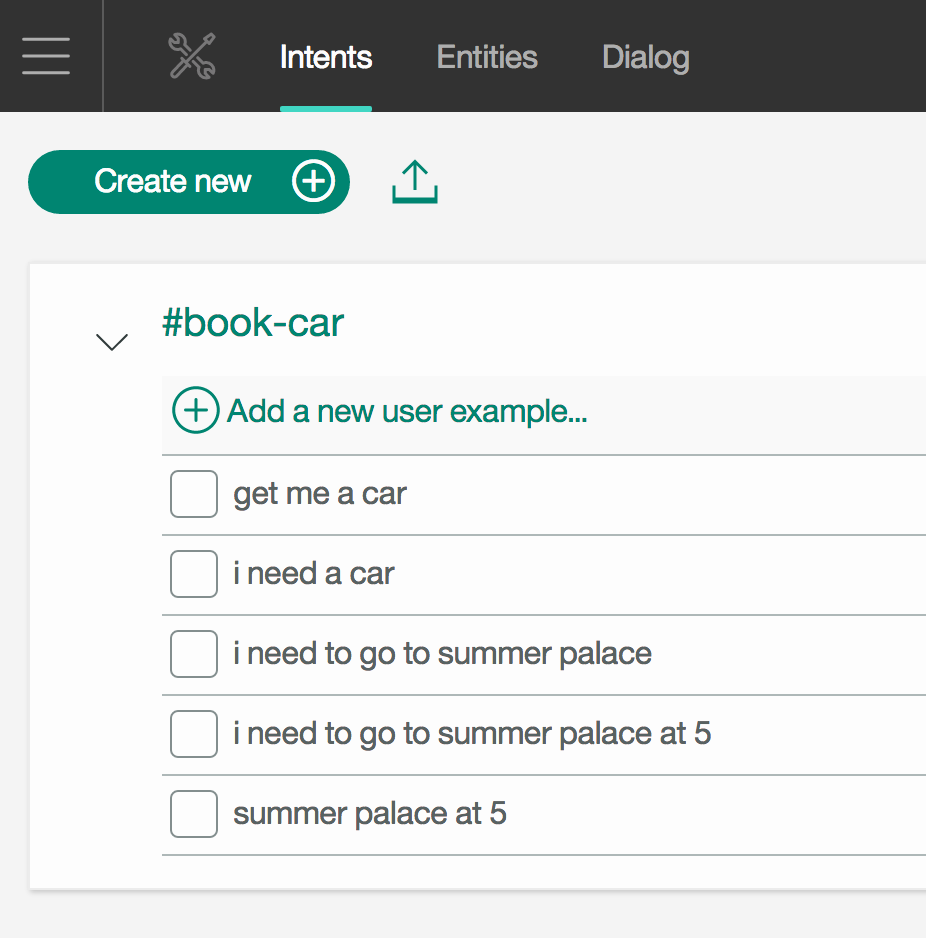 Intents Entities Dialog
Create new
#book-car
Add a new user example...
get me a car
i need a car
i need to go to summer palace
i need to go to summer palace at 5
summer palace at 5